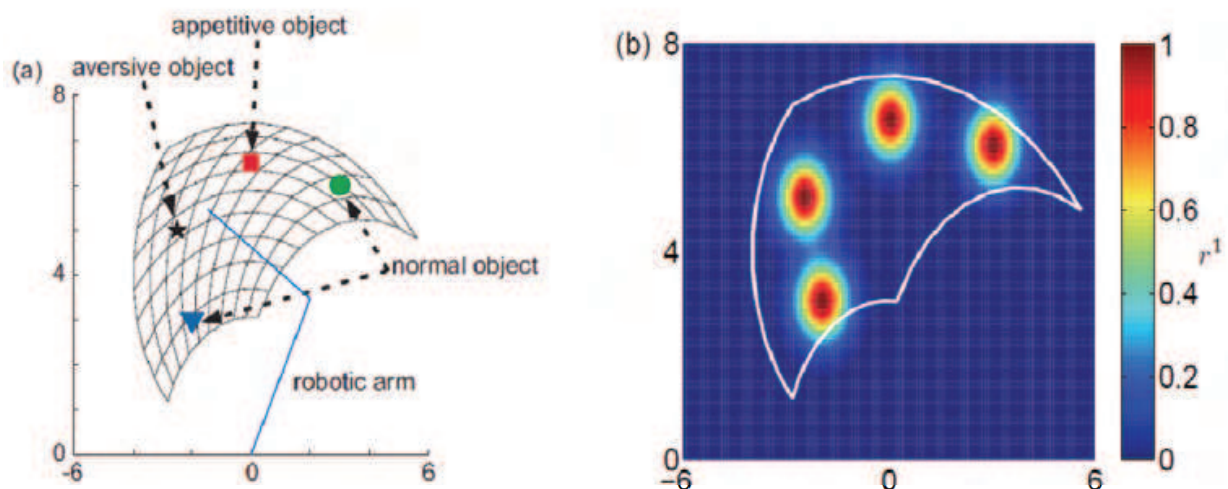 appetitive object
(a) aversive object
8
4
0
-6 0 6
normal object
robotic arm
(b)
8
4
0
-6 0 6
1
0.8
0.6
0.4
0.2
0
r¹